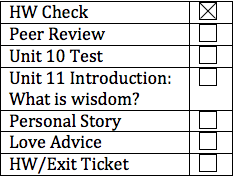 HW Check
Peer Review
Unit 10 Test
Unit 11 Introduction:
What is wisdom?
Personal Story
Love Advice
HW/Exit Ticket